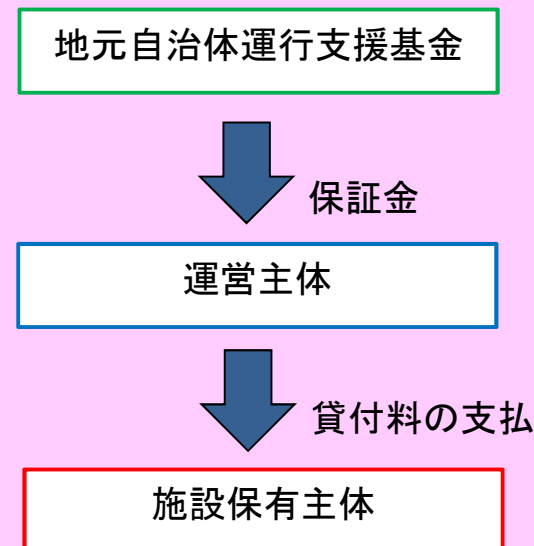 地元自治体運行支援基金
保証金
運営主体
貸付料の支払
施設保有主体